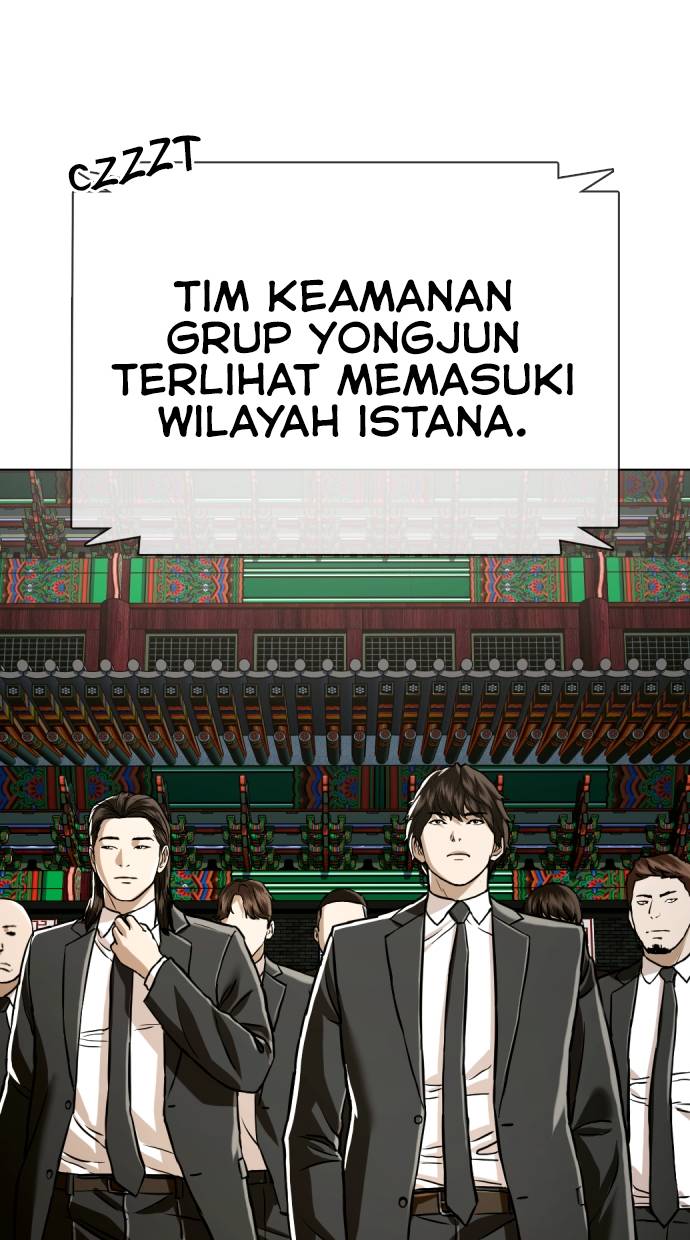 CZZZT
TIM KEAMANAN
GRUP YONGJUN
TERLIHAT MEMASUKI
WILAYAH ISTANA.